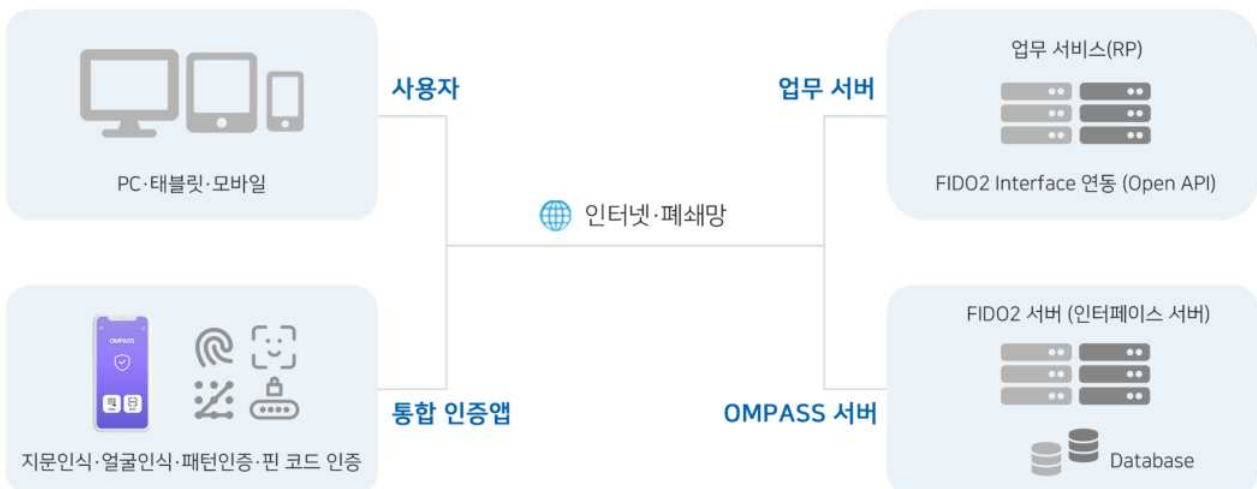 사용자
PC·태블릿·모바일
업무 서버
업무 서비스(RP)
FIDO2 Interface 연동 (Open API)
인터넷·폐쇄망
OMPASS
통합 인증앱
지문인식·얼굴인식·패턴인증·핀 코드 인증
OMPASS 서버
FIDO2 서버 (인터페이스 서버)
Database